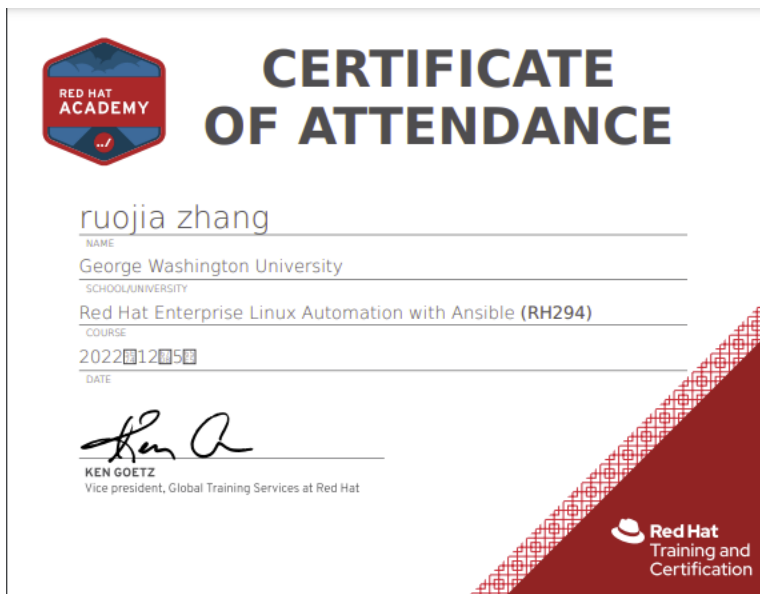 RED HAT
ACADEMY
../
CERTIFICATE
OF ATTENDANCE
ruojia zhang
NAME
George Washington University
SCHOOL/UNIVERSITY
Red Hat Enterprise Linux Automation with Ansible (RH294)
COURSE
2022 12 5
DATE
KEN GOETZ
Vice president, Global Training Services at Red Hat
Red Hat
Training and
Certification